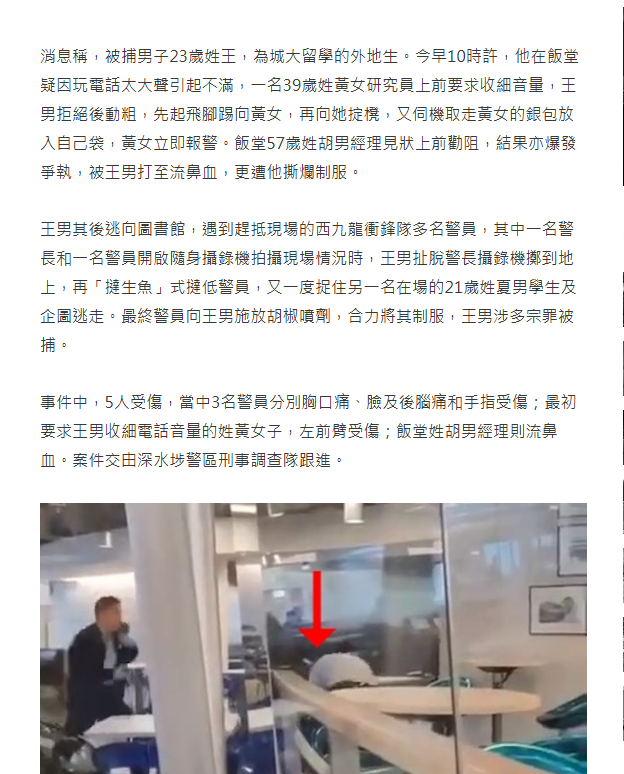 消息稱，被捕男子23歲姓王，為城大留學的外地生。今早10時許，他在飯堂
疑因玩電話太大聲引起不滿，一名39歲姓黃女研究員上前要求收細音量，王
男拒絕後動粗，先起飛腳踢向黃女，再向她掟櫈，又伺機取走黃女的銀包放
入自己袋，黃女立即報警。飯堂57歲姓胡男經理見狀上前勸阻，結果亦爆發
爭執，被王男打至流鼻血，更遭他撕爛制服。
王男其後逃向圖書館，遇到趕抵現場的西九龍衝鋒隊多名警員，其中一名警
長和一名警員開啟隨身攝錄機拍攝現場情況時，王男扯脫警長攝錄機擲到地
上，再「撻生魚」式撻低警員，又一度捉住另一名在場的21歲姓夏男學生及
企圖逃走。最終警員向王男施放胡椒噴劑，合力將其制服，王男涉多宗罪被
捕。
事件中，5人受傷，當中3名警員分別胸口痛、臉及後腦痛和手指受傷；最初
要求王男收細電話音量的姓黃女子，左前臂受傷；飯堂姓胡男經理則流鼻
血。案件交由深水埗警區刑事調查隊跟進。